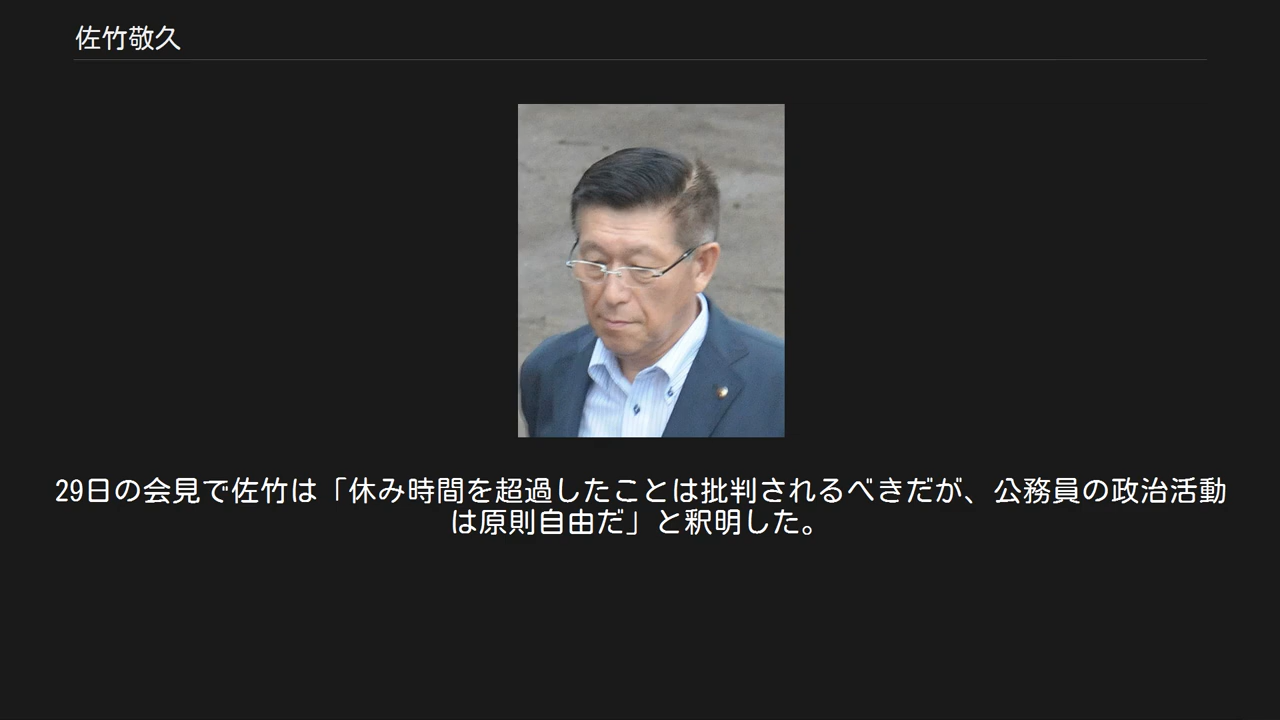 佐竹敬久
29日の会見で佐竹は「休み時間を超過したことは批判されるべきだが、公務員の政治活動
は原則自由だ」と釈明した。